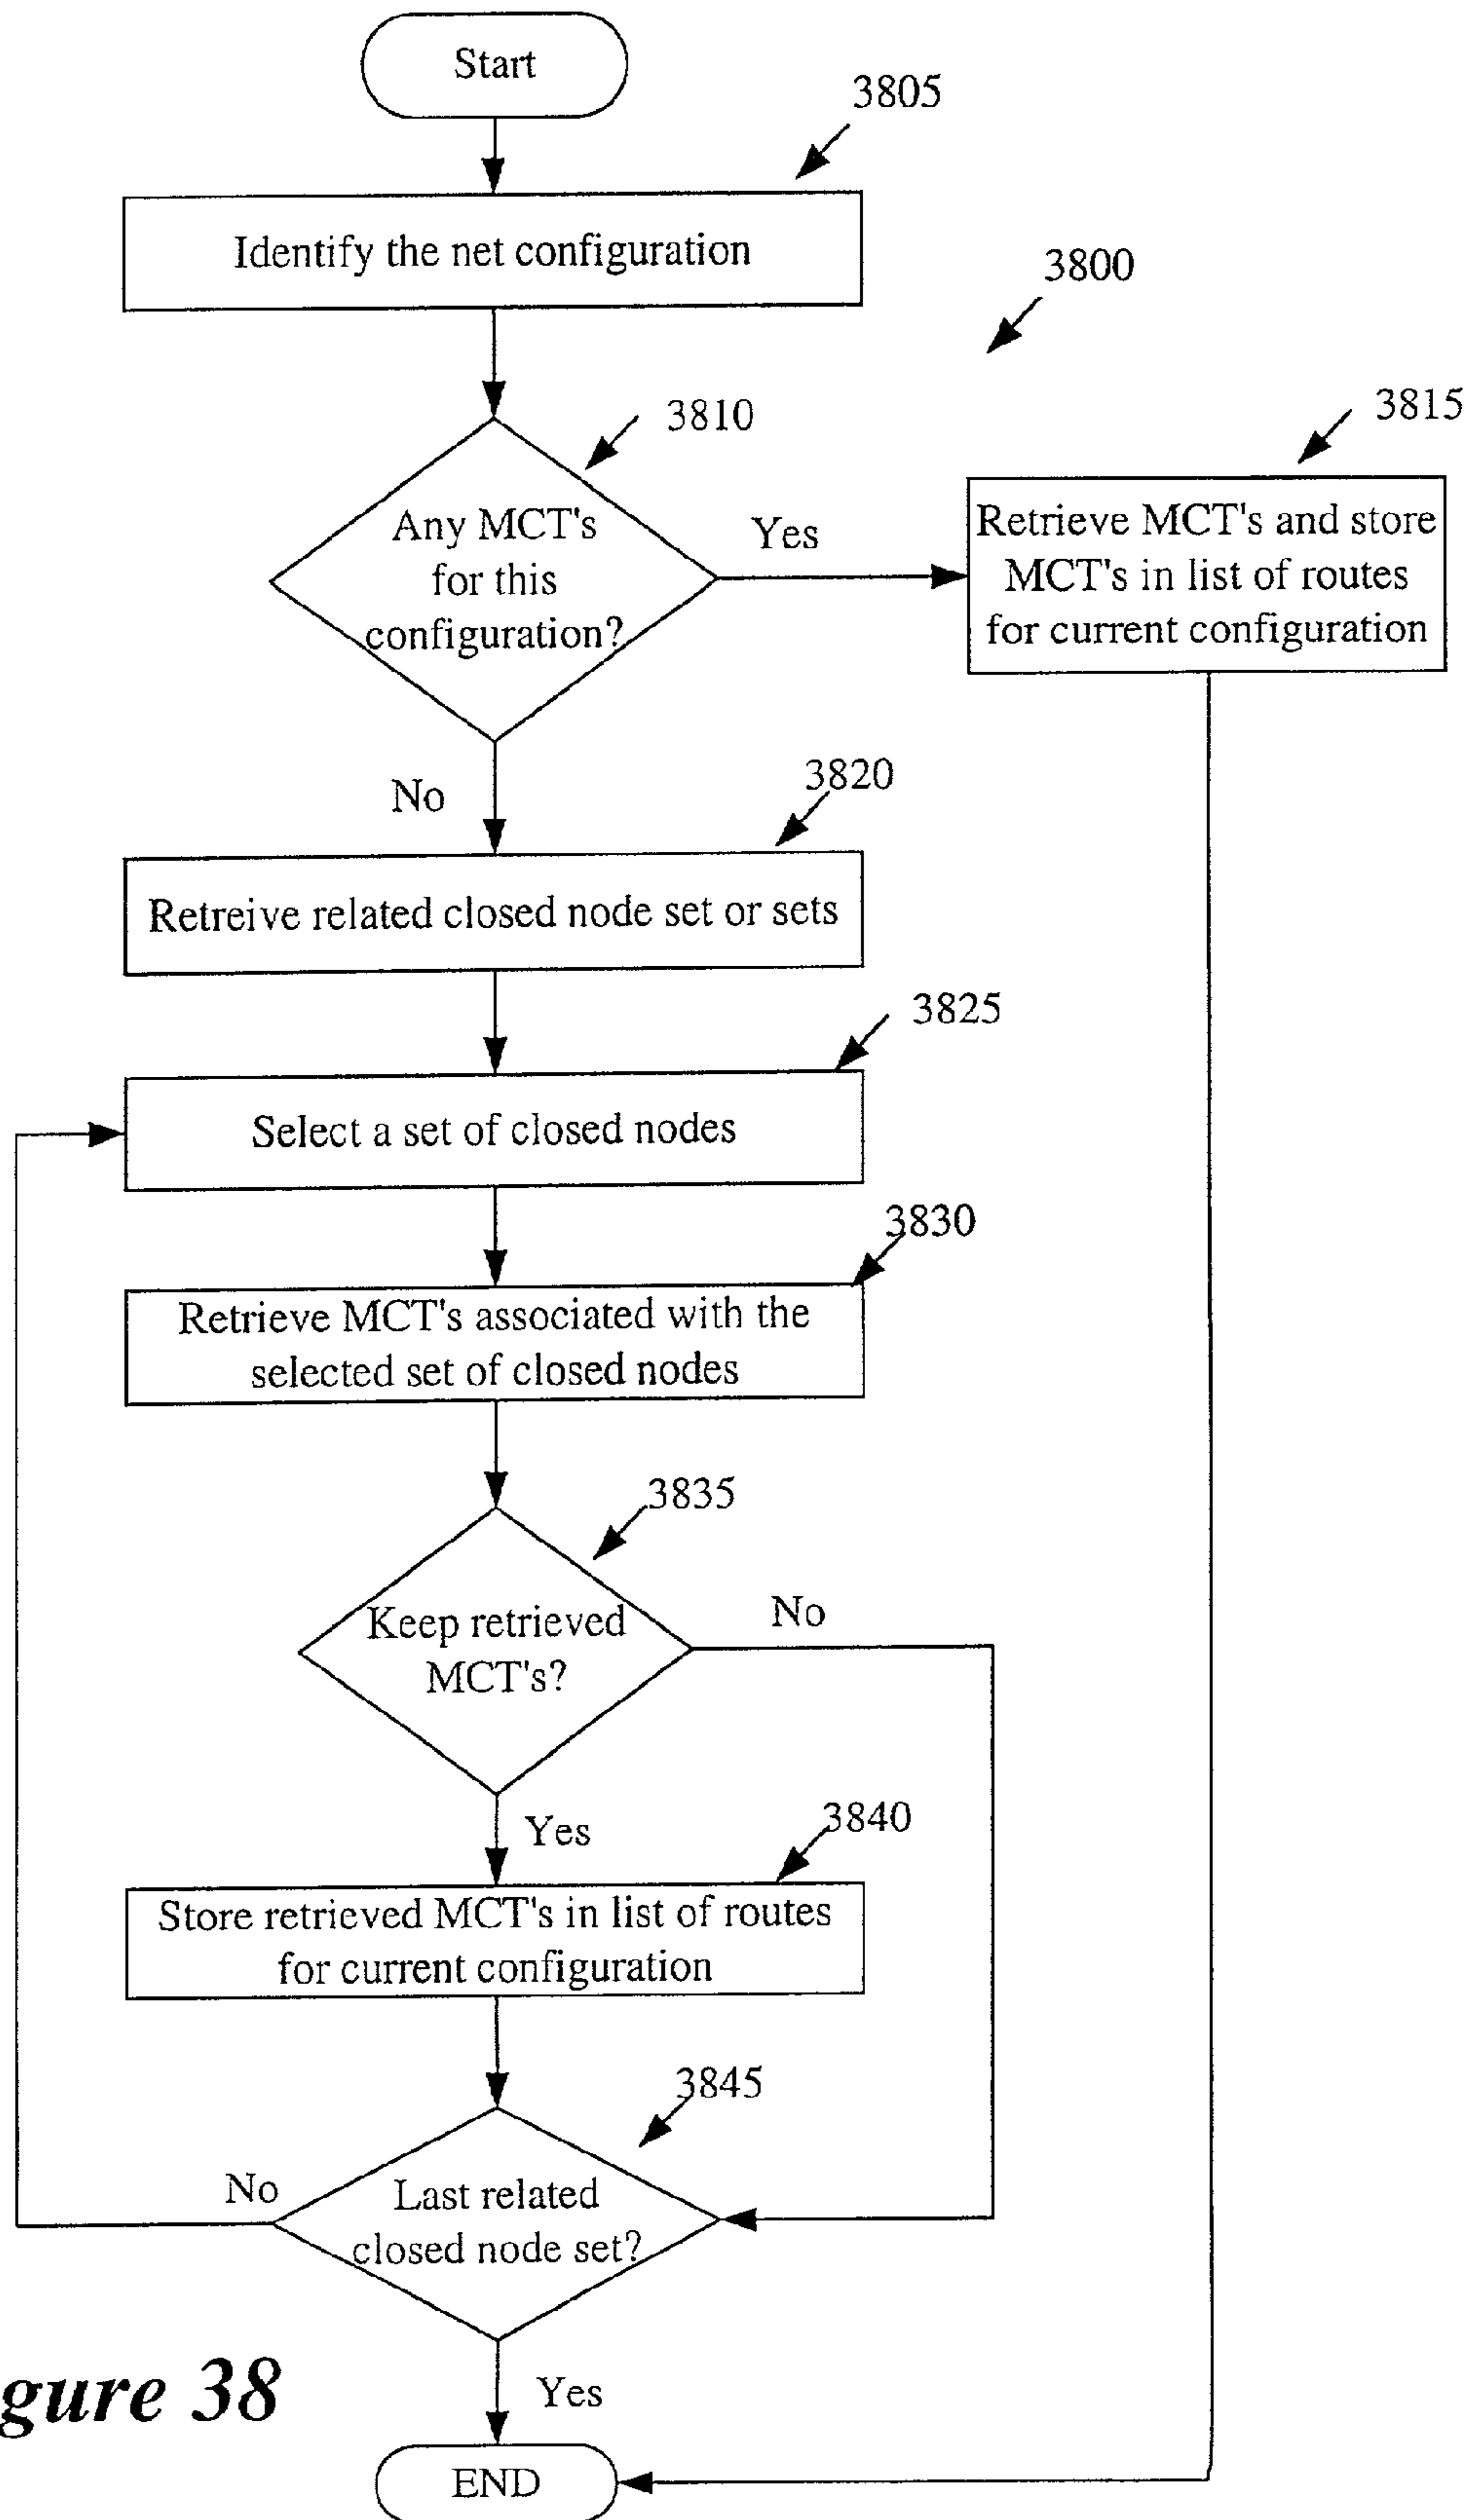 Start
3805
Identify the net configuration
3800
3810
3815
Any MCT's
for this
configuration?
Yes
Retrieve MCT's and store
MCT's in list of routes
for current configuration
No
3820
Retreive related closed node set or sets
3825
Select a set of closed nodes
3830
Retrieve MCT's associated with the
selected set of closed nodes
3835
Keep retrieved
MCT's?
No
Yes
3840
Store retrieved MCT's in list of routes
for current configuration
3845
No
Last related
closed node set?
Yes
gure 38
END